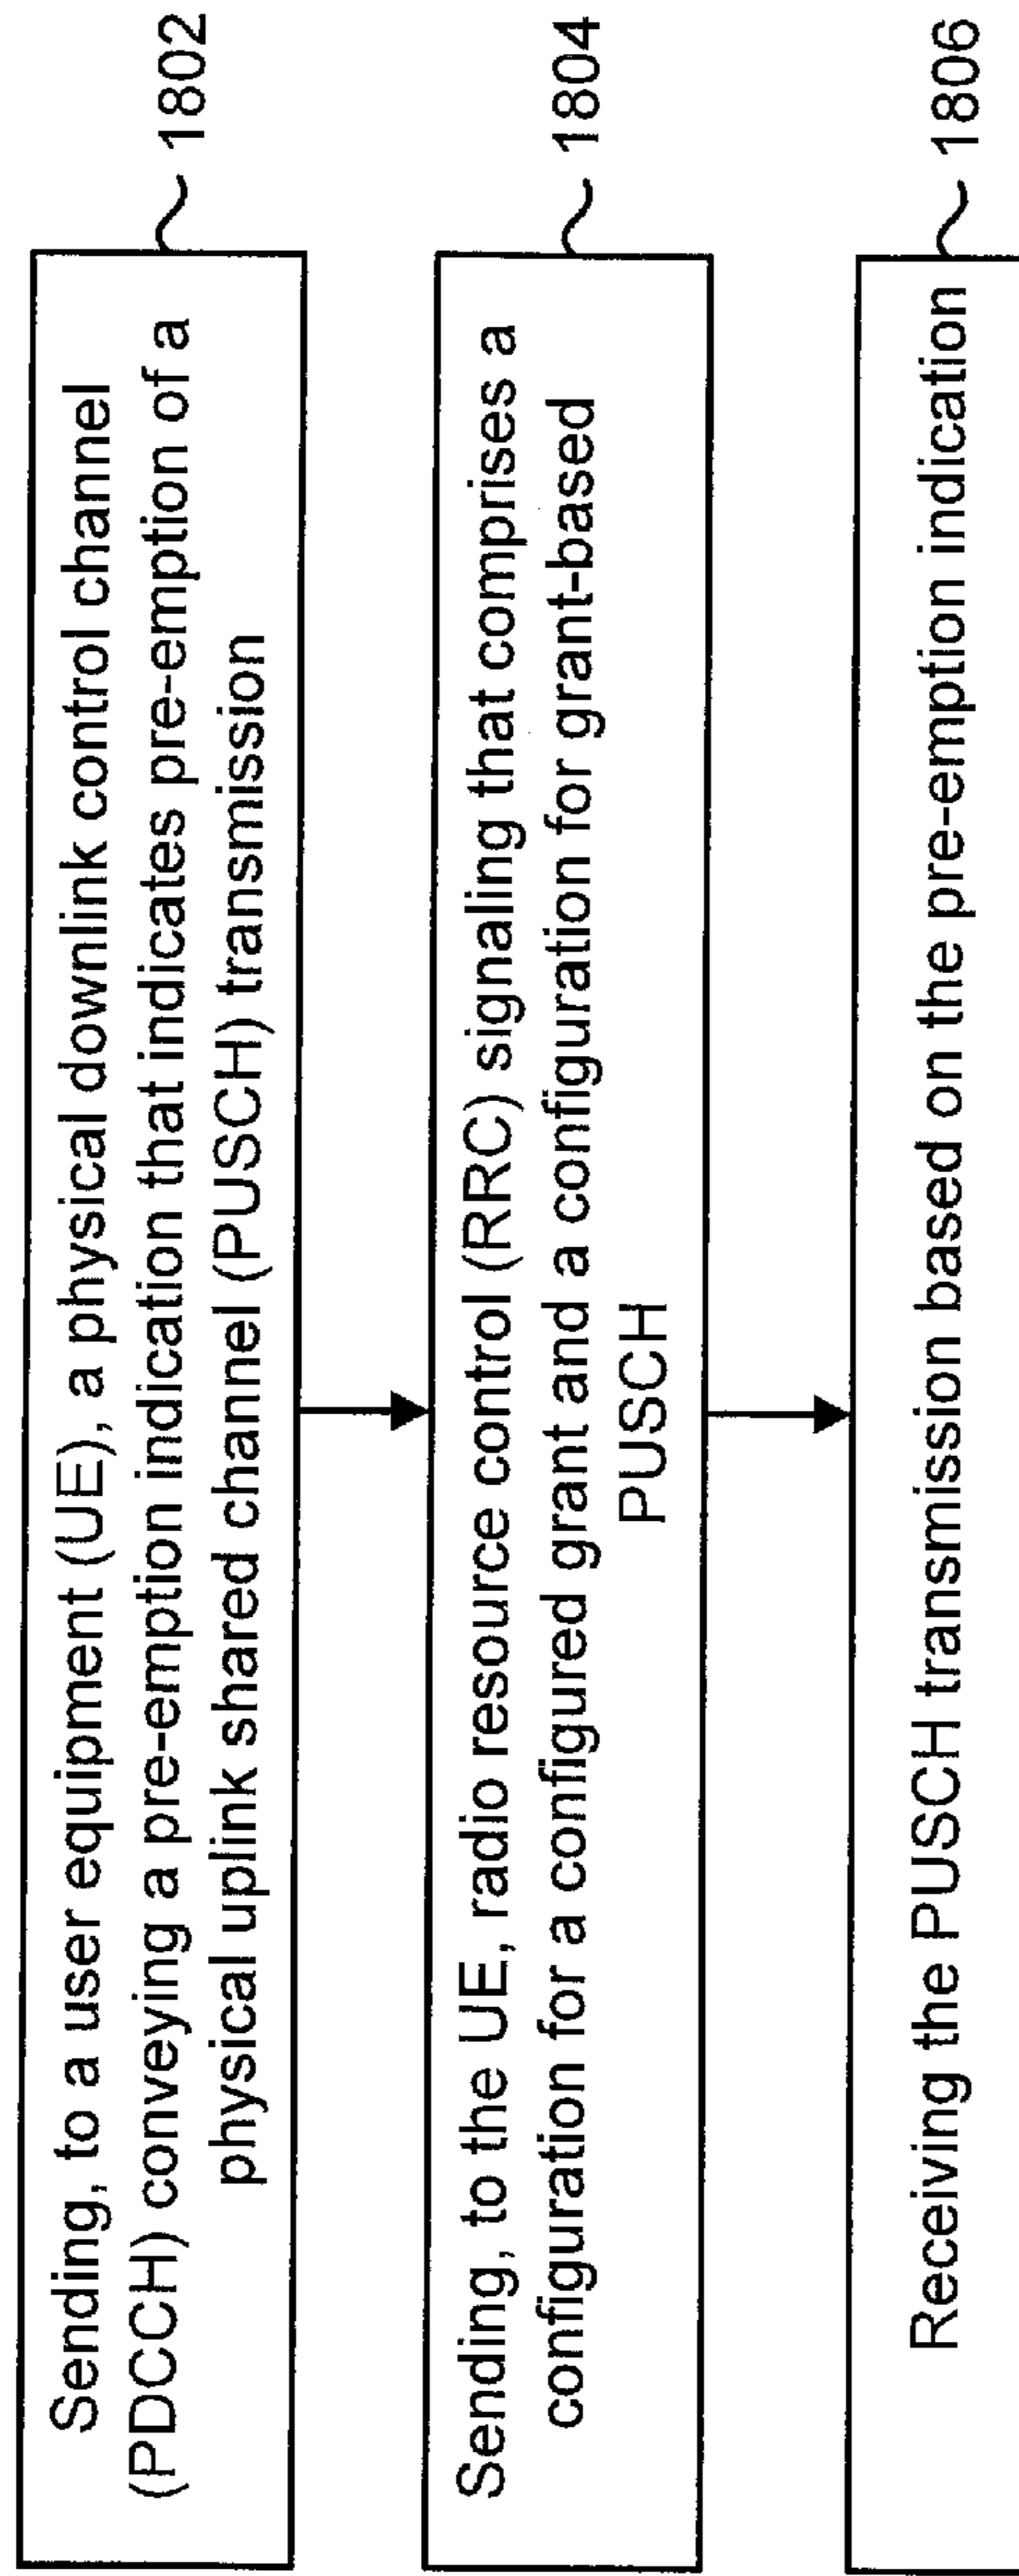 Sending, to a user equipment (UE), a physical downlink control channel
(PDCCH) conveying a pre-emption indication that indicates pre-emption of a
physical uplink shared channel (PUSCH) transmission
1802
Sending, to the UE, radio resource control (RRC) signaling that comprises a
configuration for a configured grant and a configuration for grant-based
PUSCH
1804
Receiving the PUSCH transmission based on the pre-emption indication
1806